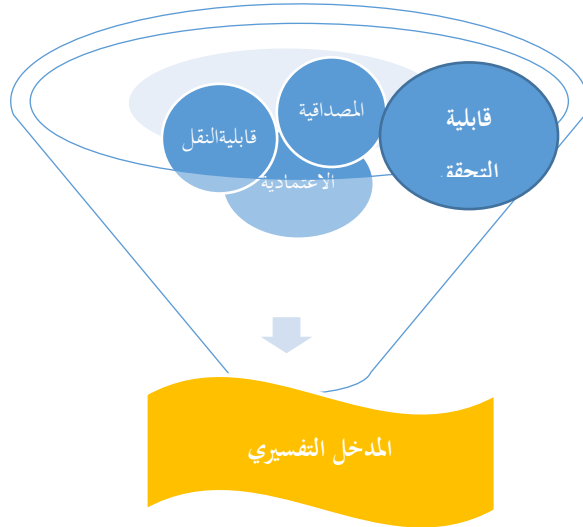 المصداقية
قابلية
التحقق
قابليةالنقل
الاعتمادية
المدخل التفسيري